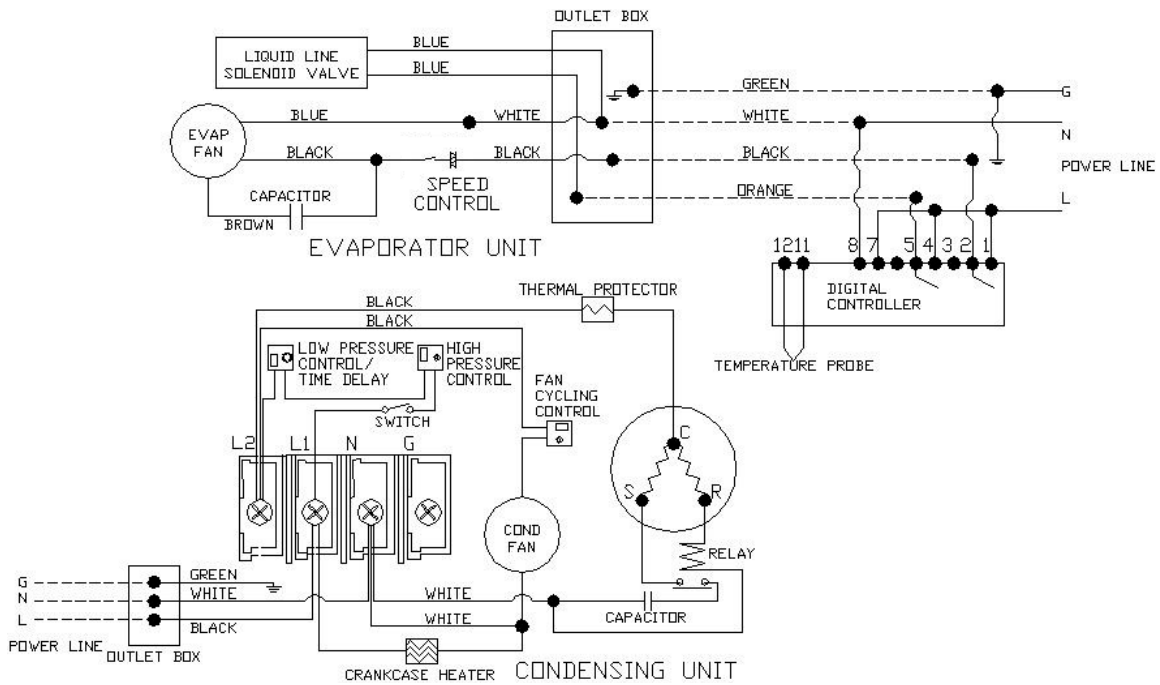 OUTLET BOX
LIQUID LINE
SOLENOID VALVE
BLUE
BLUE
GREEN
G
BLUE
WHITE
WHITE
N
EVAP
FAN
BLACK
BLACK
BLACK
POWER LINE
SPEED
CONTROL
CAPACITOR
BROWN
ORANGE
L
EVAPORATOR UNIT
12 11 8 7 5 4 3 2 1
DIGITAL
CONTROLLER
TEMPERATURE PROBE
BLACK
BLACK
THERMAL PROTECTOR
LOW PRESSURE
CONTROL/
TIME DELAY
HIGH
PRESSURE
CONTROL
FAN
CYCLING
CONTROL
SWITCH
L2 L1 N G
C
S
R
COND
FAN
RELAY
G
N
L
GREEN
WHITE
BLACK
WHITE
WHITE
CAPACITOR
POWER LINE
OUTLET BOX
CRANKCASE HEATER
CONDENSING UNIT